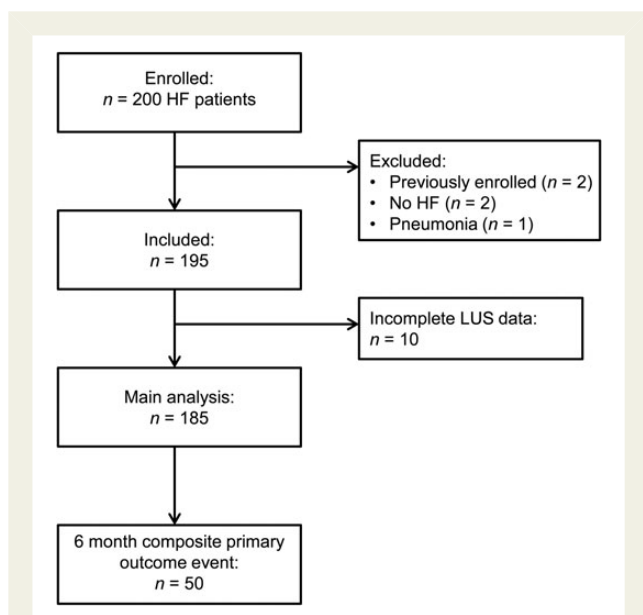 Enrolled:
n = 200 HF patients
Excluded:
• Previously enrolled (n = 2)
• No HF (n = 2)
• Pneumonia (n = 1)
Included:
n = 195
Incomplete LUS data:
n = 10
Main analysis:
n = 185
6 month composite primary
outcome event:
n = 50